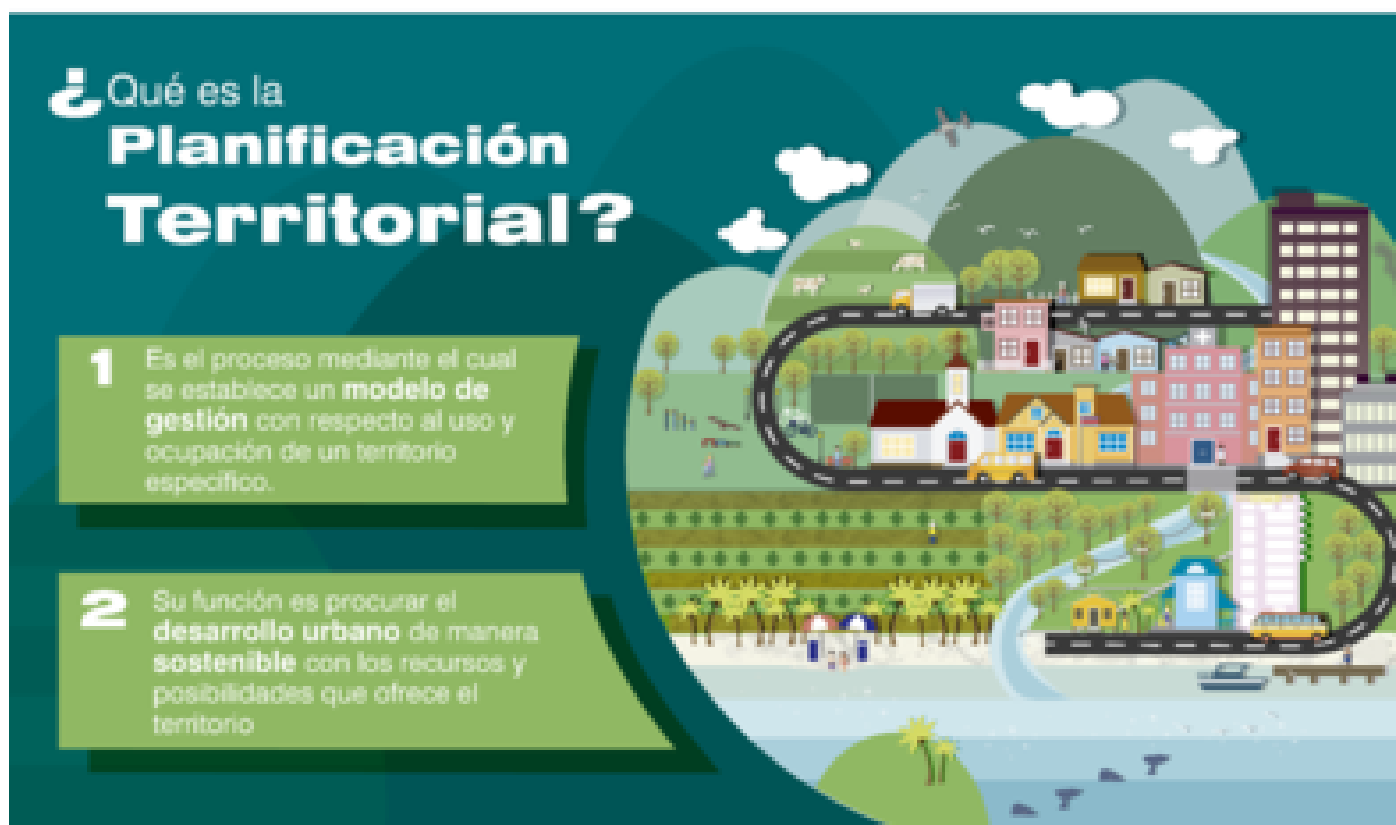 ¿Qué es la
Planificación
Territorial?
1 Es el proceso mediante el cual
se establece un modelo de
gestión con respecto al uso y
ocupación de un territorio
específico.
2 Su función es procurar el
desarrollo urbano de manera
sostenible con los recursos y
posibilidades que ofrece el
territorio